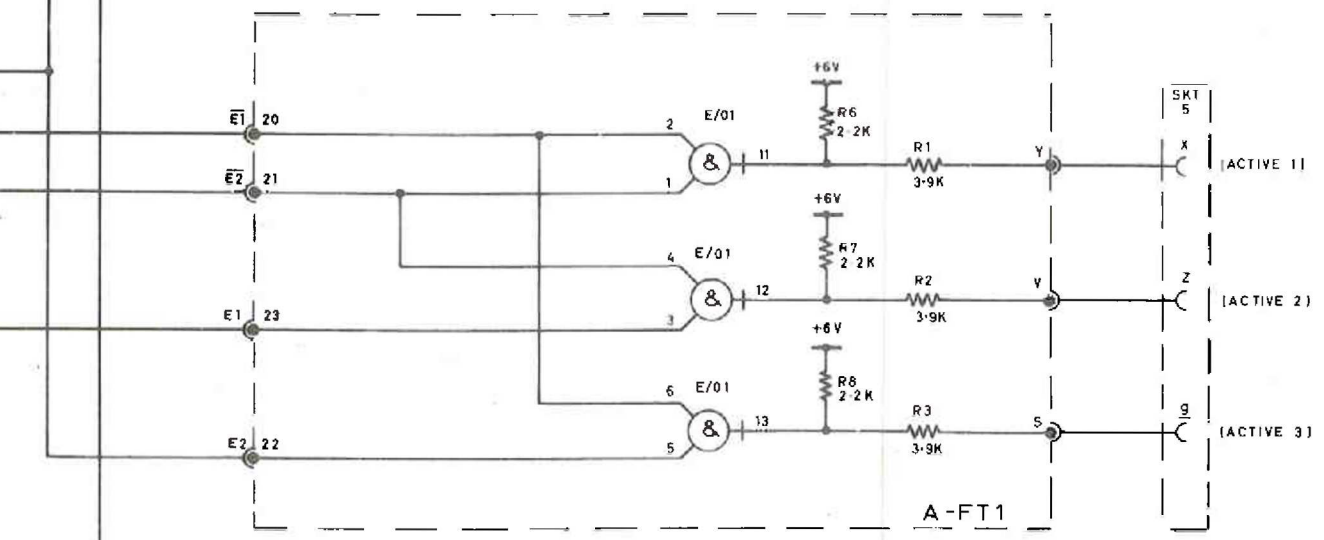 +6V
SKT
5
E1 20
R6
2·2K
E/01
2
&
11
R1
3·9K
Y
X
[ACTIVE 1]
E2 21
1
+6V
4
E/01
R7
2·2K
&
12
R2
3·9K
V
Z
[ACTIVE 2]
E1 23
3
+6V
6
E/01
R8
2·2K
&
13
R3
3·9K
S
g
[ACTIVE 3]
E2 22
5
A-FT1